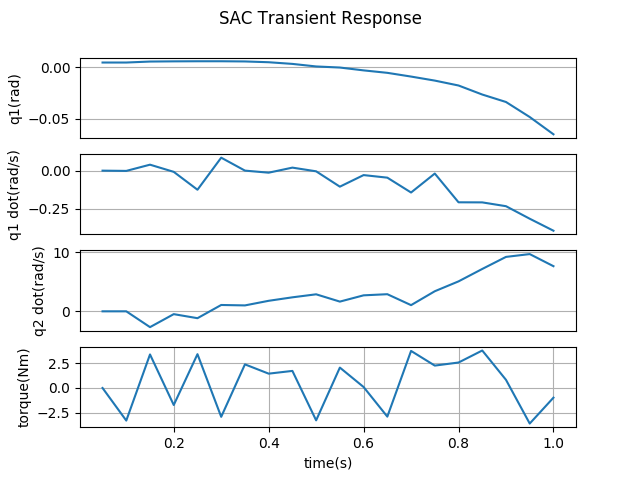 SAC Transient Response
q1(rad)
0.00
−0.05
q1 dot(rad/s)
0.00
−0.25
q2 dot(rad/s)
10
0
torque(Nm)
2.5
0.0
−2.5
0.2 0.4 0.6 0.8 1.0
time(s)